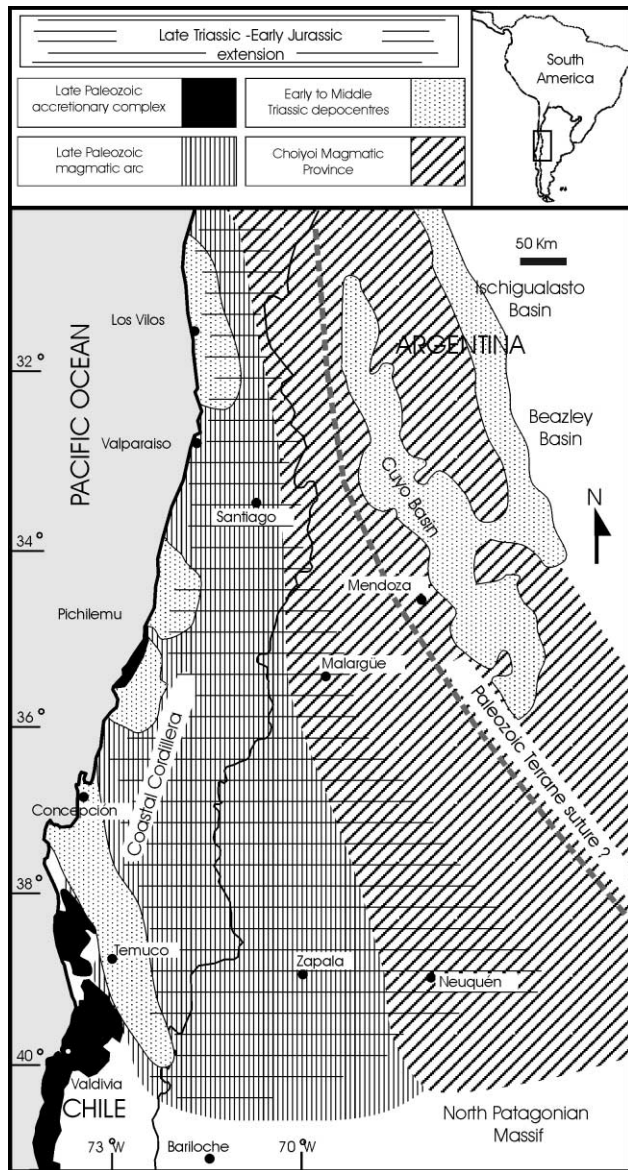 Late Triassic -Early Jurassic
extension
Late Paleozoic
accretionary complex
Early to Middle
Triassic depocentres
Late Paleozoic
magmatic arc
Choiyoi Magmatic
Province
South
America
50 Km
Ischigualasto
Basin
Los Vilos
ARGENTINA
32°
PACIFIC OCEAN
Beazley
Basin
Valparaiso
Cuyo Basin
N
Santiago
34°
Mendoza
Pichilemu
Malargüe
Paleozoic Terrane suture ?
36°
Coastal Cordillera
Concepción
38°
Temuco
Zapala
Neuquén
40°
Valdivia
CHILE
North Patagonian
Massif
73 °W
70 °W
Bariloche